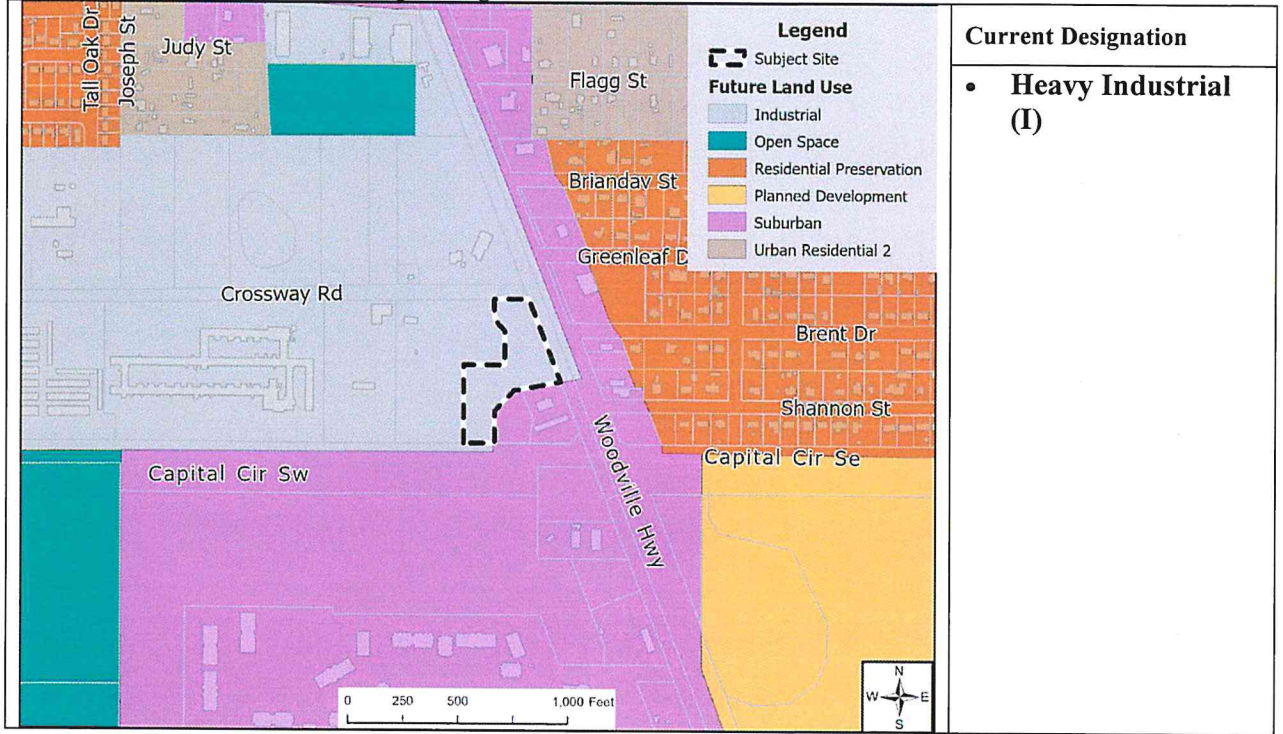 Tall Oak Dr
Joseph St
Judy St
Flagg St
Briandav St
Greenleaf D
Crossway Rd
Brent Dr
Shannon St
Capital Cir Sw
Capital Cir Se
Woodville Hwy
Legend
Subject Site
Future Land Use
Industrial
Open Space
Residential Preservation
Planned Development
Suburban
Urban Residential 2
0 250 500 1,000 Feet
N
W E
S
Current Designation
• Heavy Industrial
(I)